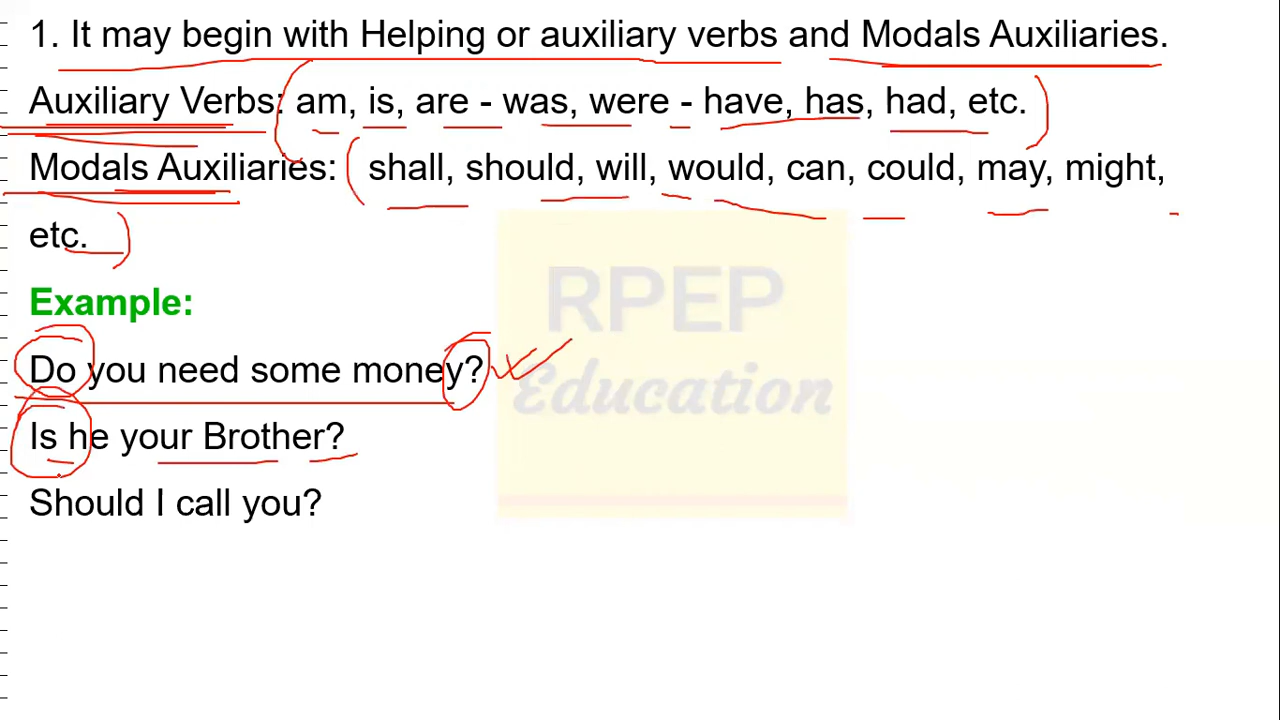 1. It may begin with Helping or auxiliary verbs and Modals Auxiliaries.
Auxiliary Verbs: am, is, are - was, were - have, has, had, etc.
Modals Auxiliaries: ( shall, should, will, would, can, could, may, might,
etc. )
Example:
Do you need some money?
Is he your Brother?
Should I call you?
RPEP
Education